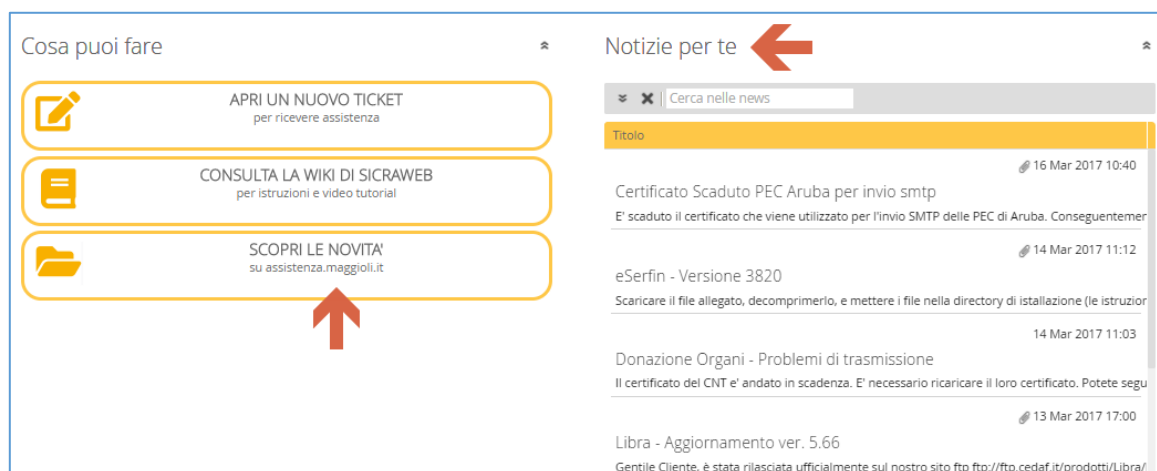 Cosa puoi fare
APRI UN NUOVO TICKET
per ricevere assistenza
CONSULTA LA WIKI DI SICRAWEB
per istruzioni e video tutorial
SCOPRI LE NOVITA'
su assistenza.maggioli.it
Notizie per te
Cerca nelle news
Titolo
16 Mar 2017 10:40
Certificato Scaduto PEC Aruba per invio smtp
E' scaduto il certificato che viene utilizzato per l'invio SMTP delle PEC di Aruba. Conseguentemer
14 Mar 2017 11:12
eSerfin - Versione 3820
Scaricare il file allegato, decomprimerlo, e mettere i file nella directory di istallazione (le istruzior
14 Mar 2017 11:03
Donazione Organi - Problemi di trasmissione
Il certificato del CNT e' andato in scadenza. E' necessario ricaricare il loro certificato. Potete segu
13 Mar 2017 17:00
Libra - Aggiornamento ver. 5.66
Gentile Cliente, è stata rilasciata ufficialmente sul nostro sito ftp ftp://ftp.cedaf.it/prodotti/Libra/